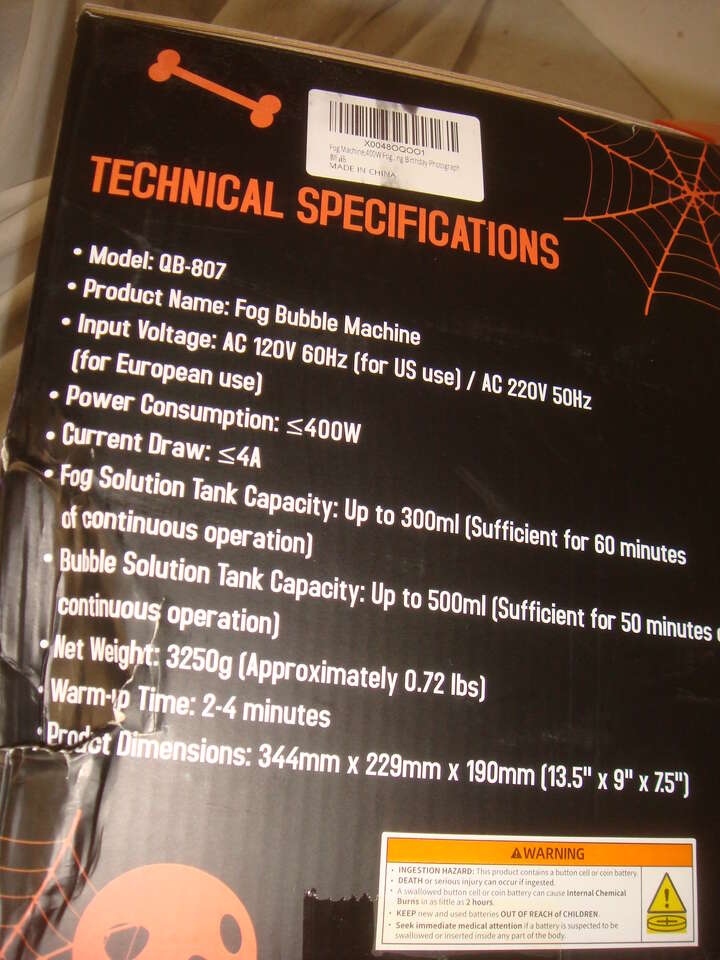 X0048OQOO1
Fog Machine,400W Fog...ng Birthday Photograph
新品
MADE IN CHINA
TECHNICAL SPECIFICATIONS
• Model: QB-807
• Product Name: Fog Bubble Machine
• Input Voltage: AC 120V 60Hz (for US use) / AC 220V 50Hz
(for European use)
• Power Consumption: ≤400W
• Current Draw: ≤4A
• Fog Solution Tank Capacity: Up to 300ml (Sufficient for 60 minutes
of continuous operation)
• Bubble Solution Tank Capacity: Up to 500ml (Sufficient for 50 minutes
continuous operation)
• Net Weight: 3250g (Approximately 0.72 lbs)
• Warm-up Time: 2-4 minutes
• Product Dimensions: 344mm x 229mm x 190mm (13.5" x 9" x 7.5")
WARNING
• INGESTION HAZARD: This product contains a button cell or coin battery.
• DEATH or serious injury can occur if ingested.
• A swallowed button cell or coin battery can cause Internal Chemical
Burns in as little as 2 hours.
• KEEP new and used batteries OUT OF REACH of CHILDREN.
• Seek immediate medical attention if a battery is suspected to be
swallowed or inserted inside any part of the body.